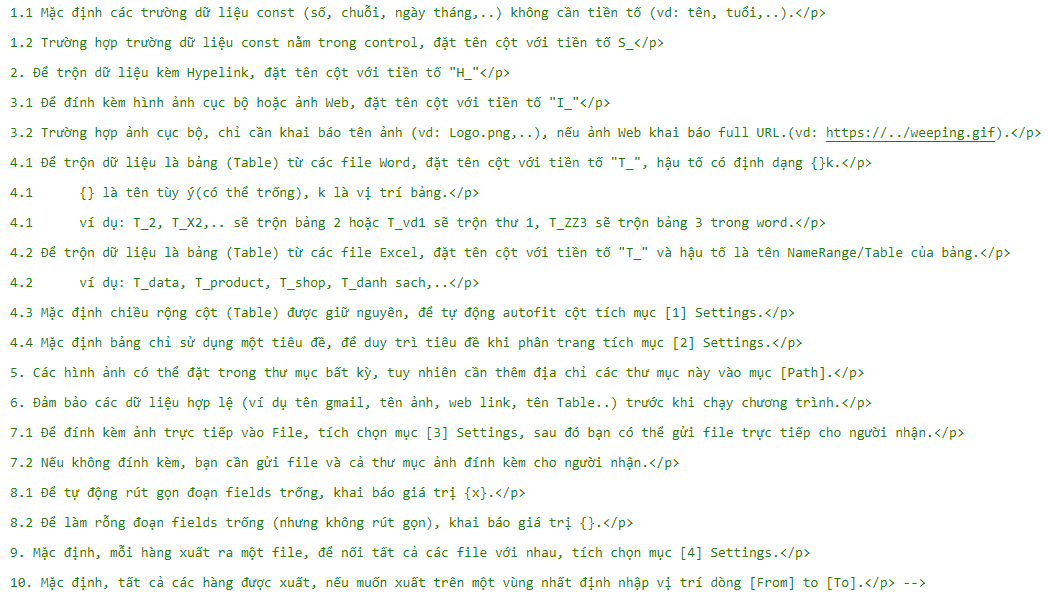 1.1 Mặc định các trường dữ liệu const (số, chuỗi, ngày tháng,..) không cần tiền tố (vd: tên, tuổi,..).</p>
1.2 Trường hợp trường dữ liệu const nằm trong control, đặt tên cột với tiền tố S_</p>
2. Để trộn dữ liệu kèm Hypelink, đặt tên cột với tiền tố "H_"</p>
3.1 Để đính kèm hình ảnh cục bộ hoặc ảnh Web, đặt tên cột với tiền tố "I_"</p>
3.2 Trường hợp ảnh cục bộ, chỉ cần khai báo tên ảnh (vd: Logo.png,..), nếu ảnh Web khai báo full URL.(vd: https://../weeping.gif).</p>
4.1 Để trộn dữ liệu là bảng (Table) từ các file Word, đặt tên cột với tiền tố "T_", hậu tố có định dạng {}k.</p>
4.1      {} là tên tùy ý(có thể trống), k là vị trí bảng.</p>
4.1      ví dụ: T_2, T_X2,.. sẽ trộn bảng 2 hoặc T_vd1 sẽ trộn thư 1, T_ZZ3 sẽ trộn bảng 3 trong word.</p>
4.2 Để trộn dữ liệu là bảng (Table) từ các file Excel, đặt tên cột với tiền tố "T_" và hậu tố là tên NameRange/Table của bảng.</p>
4.2      ví dụ: T_data, T_product, T_shop, T_danh sach,..</p>
4.3 Mặc định chiều rộng cột (Table) được giữ nguyên, để tự động autofit cột tích mục [1] Settings.</p>
4.4 Mặc định bảng chỉ sử dụng một tiêu đề, để duy trì tiêu đề khi phân trang tích mục [2] Settings.</p>
5. Các hình ảnh có thể đặt trong thư mục bất kỳ, tuy nhiên cần thêm địa chỉ các thư mục này vào mục [Path].</p>
6. Đảm bảo các dữ liệu hợp lệ (ví dụ tên gmail, tên ảnh, web link, tên Table..) trước khi chạy chương trình.</p>
7.1 Để đính kèm ảnh trực tiếp vào File, tích chọn mục [3] Settings, sau đó bạn có thể gửi file trực tiếp cho người nhận.</p>
7.2 Nếu không đính kèm, bạn cần gửi file và cả thư mục ảnh đính kèm cho người nhận.</p>
8.1 Để tự động rút gọn đoạn fields trống, khai báo giá trị {x}.</p>
8.2 Để làm rỗng đoạn fields trống (nhưng không rút gọn), khai báo giá trị {}.</p>
9. Mặc định, mỗi hàng xuất ra một file, để nối tất cả các file với nhau, tích chọn mục [4] Settings.</p>
10. Mặc định, tất cả các hàng được xuất, nếu muốn xuất trên một vùng nhất định nhập vị trí dòng [From] to [To].</p> -->